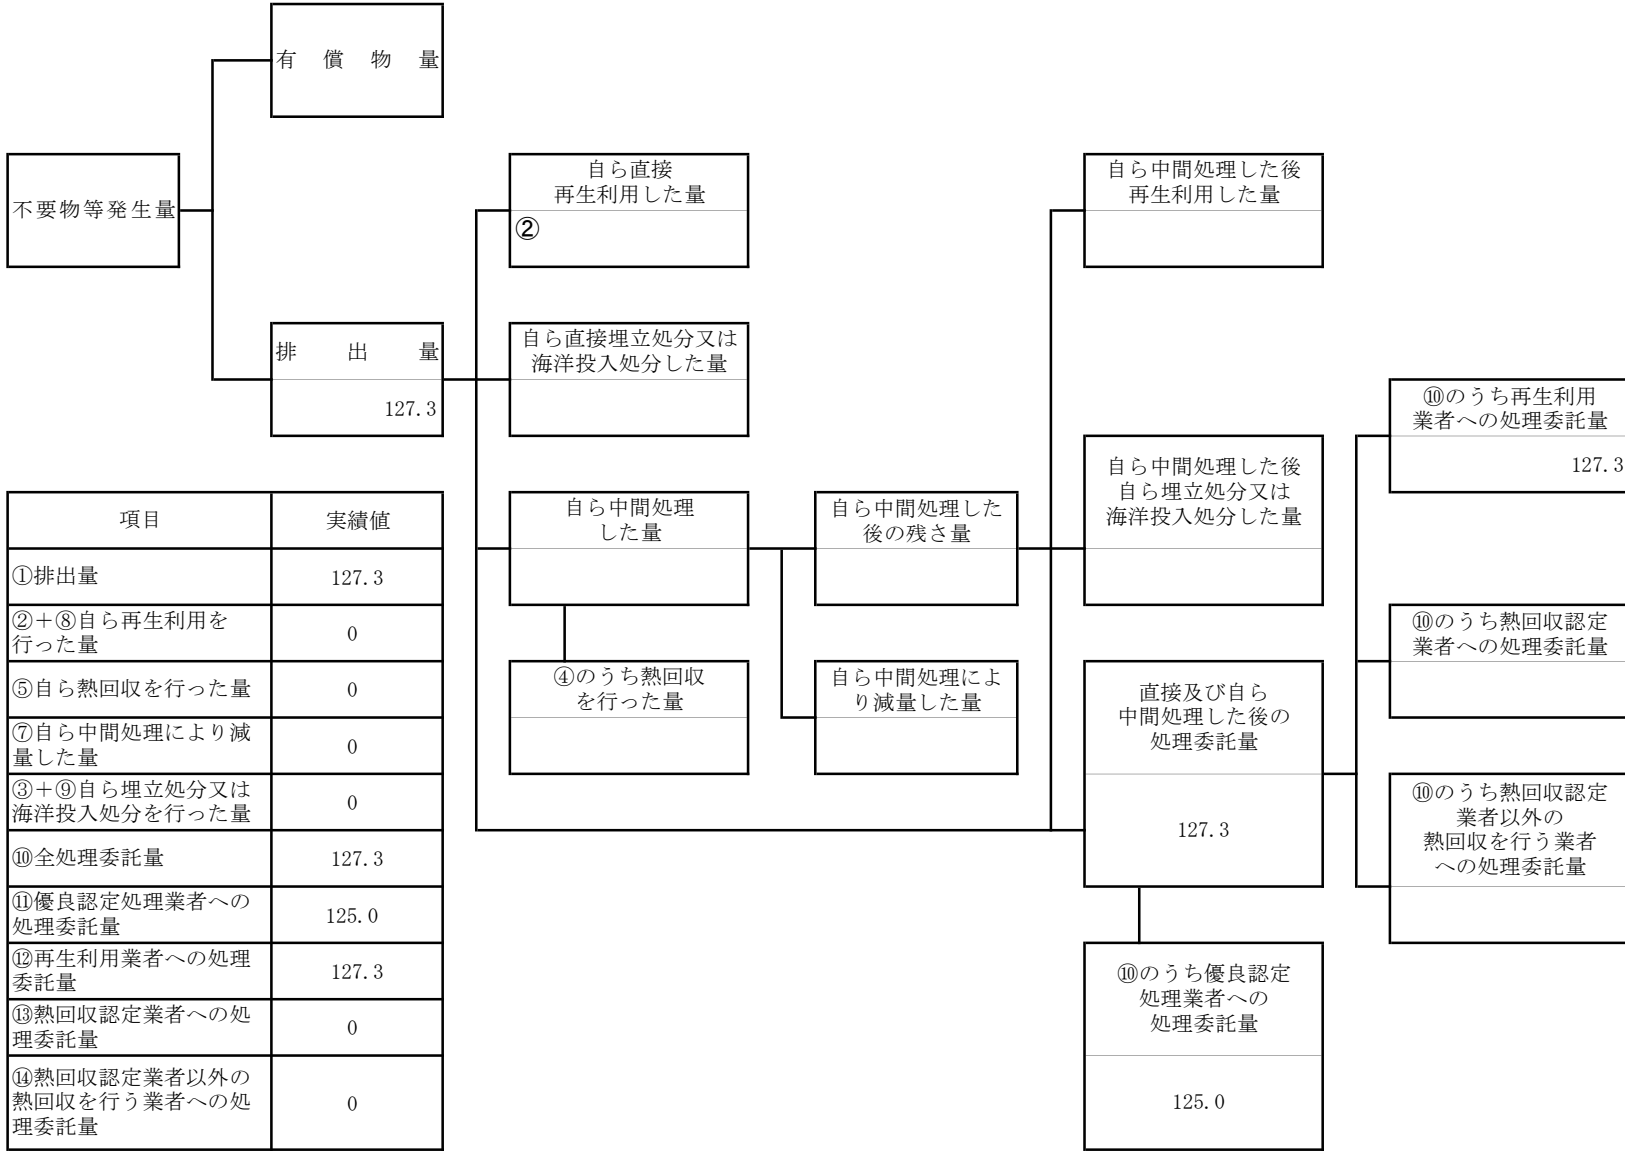 有償物量
不要物等発生量
自ら直接
再生利用した量
②
自ら中間処理した後
再生利用した量
排出量
127.3
自ら直接埋立処分又は
海洋投入処分した量
⑩のうち再生利用
業者への処理委託量
127.3
自ら中間処理
した量
自ら中間処理した
後の残さ量
自ら中間処理した後
自ら埋立処分又は
海洋投入処分した量
⑩のうち熱回収認定
業者への処理委託量
④のうち熱回収
を行った量
自ら中間処理によ
り減量した量
直接及び自ら
中間処理した後の
処理委託量
127.3
⑩のうち熱回収認定
業者以外の
熱回収を行う業者
への処理委託量
⑩のうち優良認定
処理業者への
処理委託量
125.0
項目 実績値
①排出量 127.3
②＋⑧自ら再生利用を
行った量 0
⑤自ら熱回収を行った量 0
⑦自ら中間処理により減
量した量 0
③＋⑨自ら埋立処分又は
海洋投入処分を行った量 0
⑩全処理委託量 127.3
⑪優良認定処理業者への
処理委託量 125.0
⑫再生利用業者への処理
委託量 127.3
⑬熱回収認定業者への処
理委託量 0
⑭熱回収認定業者以外の
熱回収を行う業者への処
理委託量 0